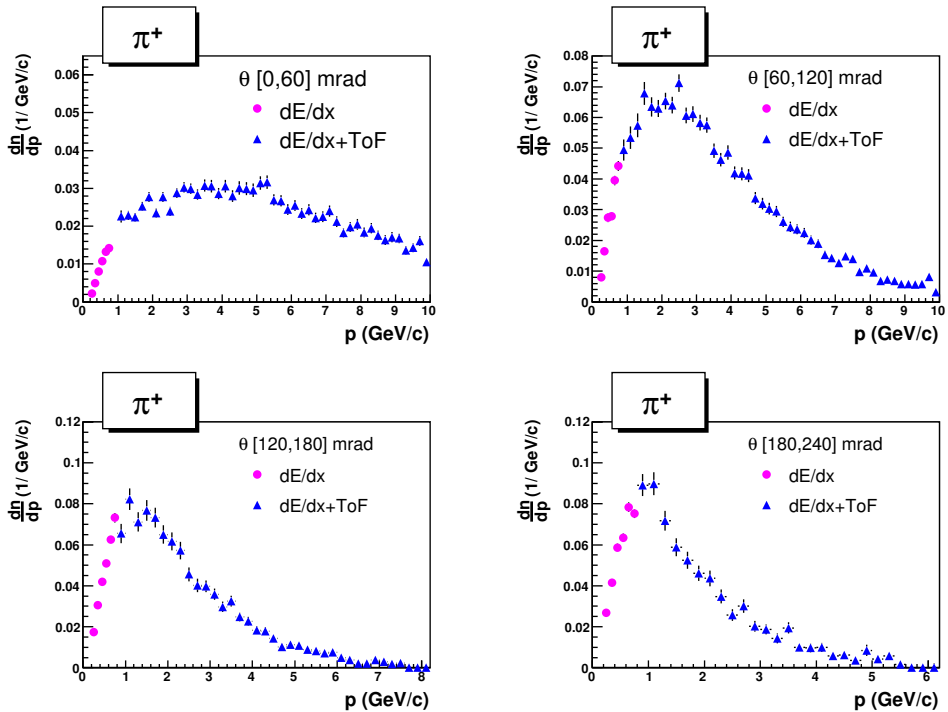 π+
θ [0,60] mrad
dE/dx
dE/dx+ToF
dn/dp (1/ GeV/c)
0.06
0.05
0.04
0.03
0.02
0.01
0
0 1 2 3 4 5 6 7 8 9 10
p (GeV/c)
π+
θ [60,120] mrad
dE/dx
dE/dx+ToF
dn/dp (1/ GeV/c)
0.08
0.07
0.06
0.05
0.04
0.03
0.02
0.01
0
0 1 2 3 4 5 6 7 8 9 10
p (GeV/c)
π+
θ [120,180] mrad
dE/dx
dE/dx+ToF
dn/dp (1/ GeV/c)
0.12
0.1
0.08
0.06
0.04
0.02
0
0 1 2 3 4 5 6 7 8
p (GeV/c)
π+
θ [180,240] mrad
dE/dx
dE/dx+ToF
dn/dp (1/ GeV/c)
0.12
0.1
0.08
0.06
0.04
0.02
0
0 1 2 3 4 5 6
p (GeV/c)